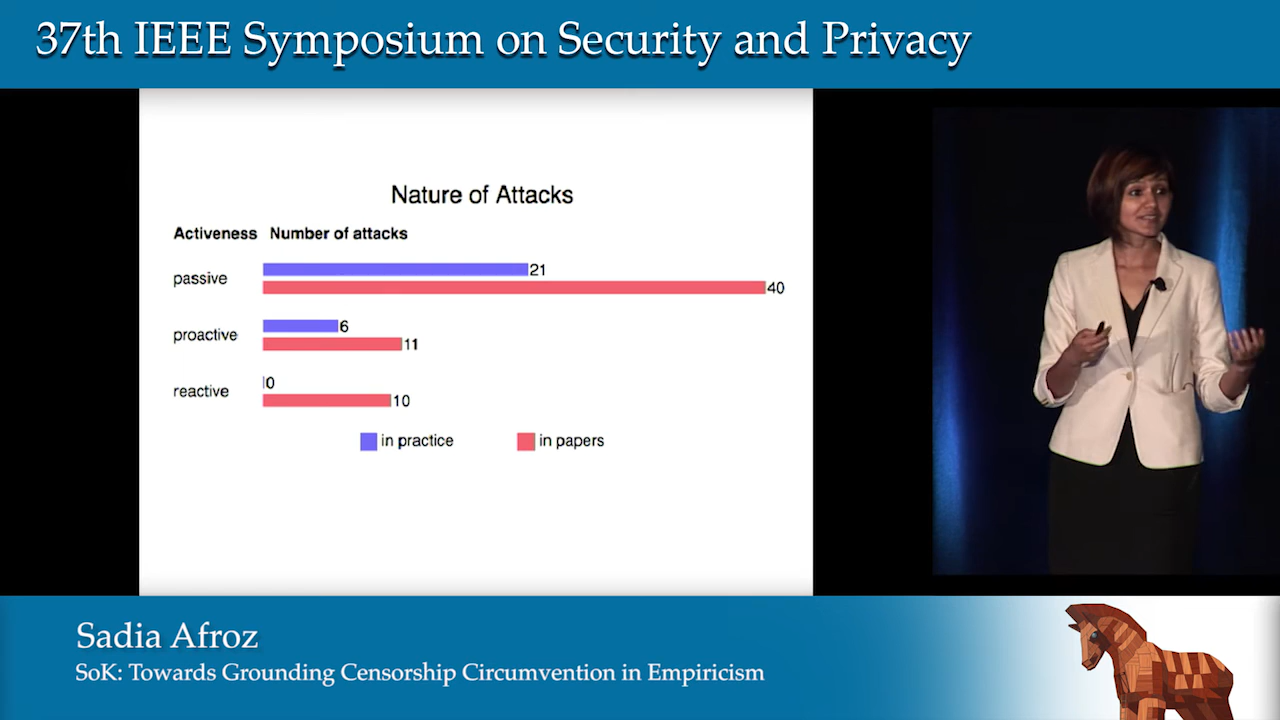 37th IEEE Symposium on Security and Privacy
Nature of Attacks
Activeness Number of attacks
passive
21
40
proactive
6
11
reactive
0
10
in practice in papers
Sadia Afroz
SoK: Towards Grounding Censorship Circumvention in Empiricism